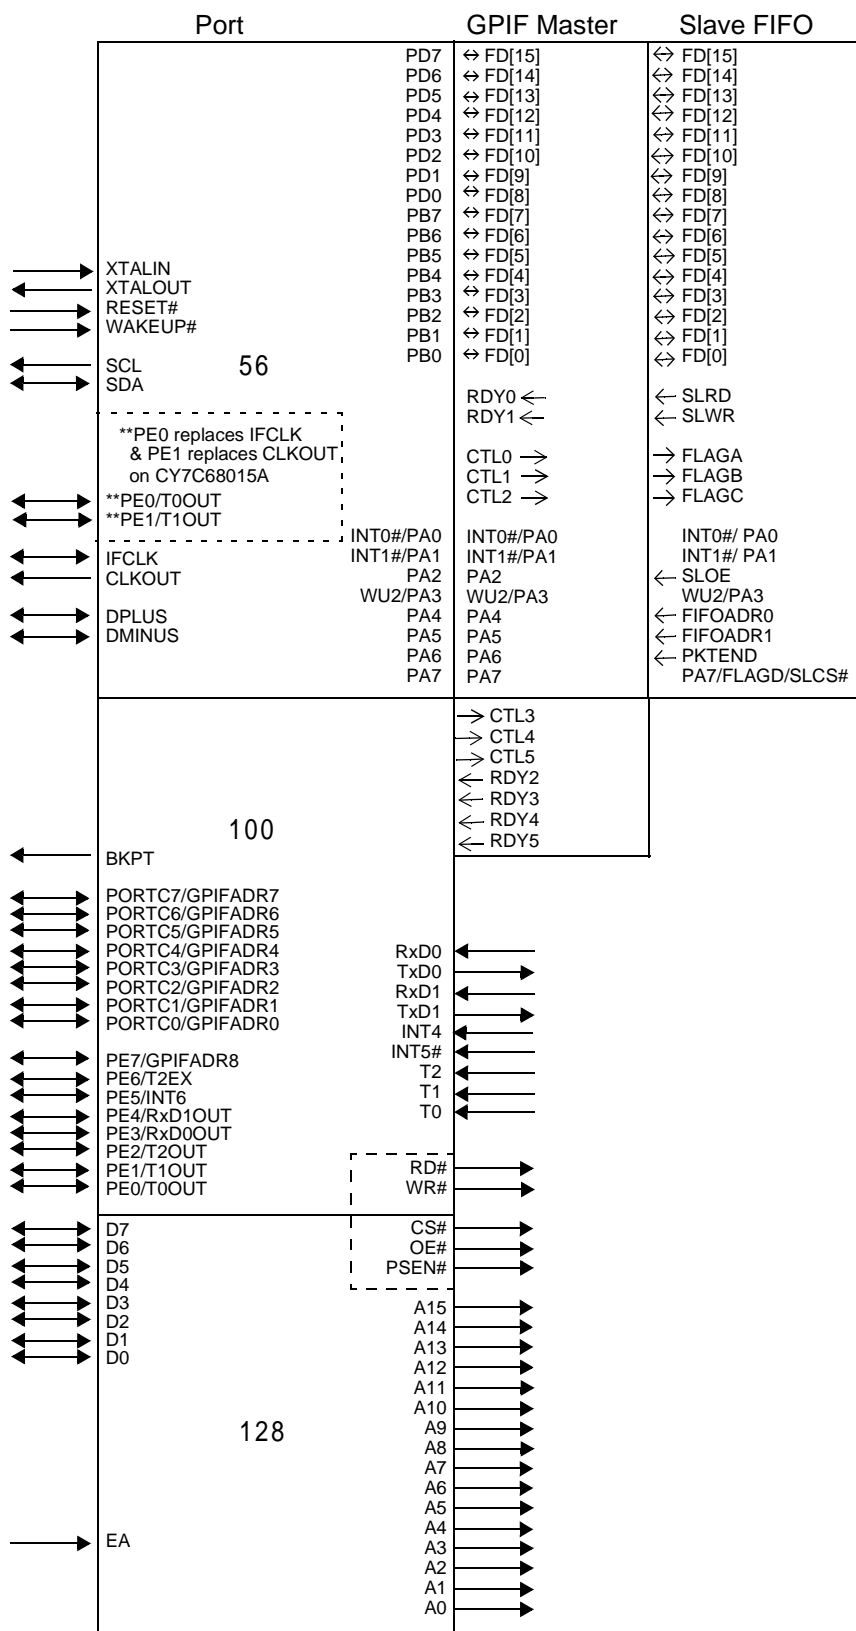 Port GPIF Master Slave FIFO
PD7 ↔ FD[15] ↔ FD[15]
PD6 ↔ FD[14] ↔ FD[14]
PD5 ↔ FD[13] ↔ FD[13]
PD4 ↔ FD[12] ↔ FD[12]
PD3 ↔ FD[11] ↔ FD[11]
PD2 ↔ FD[10] ↔ FD[10]
PD1 ↔ FD[9] ↔ FD[9]
PD0 ↔ FD[8] ↔ FD[8]
PB7 ↔ FD[7] ↔ FD[7]
PB6 ↔ FD[6] ↔ FD[6]
PB5 ↔ FD[5] ↔ FD[5]
PB4 ↔ FD[4] ↔ FD[4]
PB3 ↔ FD[3] ↔ FD[3]
PB2 ↔ FD[2] ↔ FD[2]
PB1 ↔ FD[1] ↔ FD[1]
PB0 ↔ FD[0] ↔ FD[0]
XTALIN
XTALOUT
RESET#
WAKEUP#
SCL
SDA
56
RDY0 ← ← SLRD
RDY1 ← ← SLWR
**PE0 replaces IFCLK
& PE1 replaces CLKOUT
on CY7C68015A
**PE0/T0OUT
**PE1/T1OUT
CTL0 → → FLAGA
CTL1 → → FLAGB
CTL2 → → FLAGC
IFCLK
CLKOUT
DPLUS
DMINUS
INT0#/PA0 INT0#/PA0 INT0#/ PA0
INT1#/PA1 INT1#/PA1 INT1#/ PA1
PA2 PA2 ← SLOE
WU2/PA3 WU2/PA3 WU2/PA3
PA4 PA4 ← FIFOADR0
PA5 PA5 ← FIFOADR1
PA6 PA6 ← PKTEND
PA7 PA7 PA7/FLAGD/SLCS#
→ CTL3
→ CTL4
→ CTL5
← RDY2
← RDY3
← RDY4
← RDY5
100
BKPT
PORTC7/GPIFADR7
PORTC6/GPIFADR6
PORTC5/GPIFADR5
PORTC4/GPIFADR4
PORTC3/GPIFADR3
PORTC2/GPIFADR2
PORTC1/GPIFADR1
PORTC0/GPIFADR0
PE7/GPIFADR8
PE6/T2EX
PE5/INT6
PE4/RxD1OUT
PE3/RxD0OUT
PE2/T2OUT
PE1/T1OUT
PE0/T0OUT
RxD0
TxD0
RxD1
TxD1
INT4
INT5#
T2
T1
T0
RD#
WR#
CS#
OE#
PSEN#
D7
D6
D5
D4
D3
D2
D1
D0
128
EA
A15
A14
A13
A12
A11
A10
A9
A8
A7
A6
A5
A4
A3
A2
A1
A0